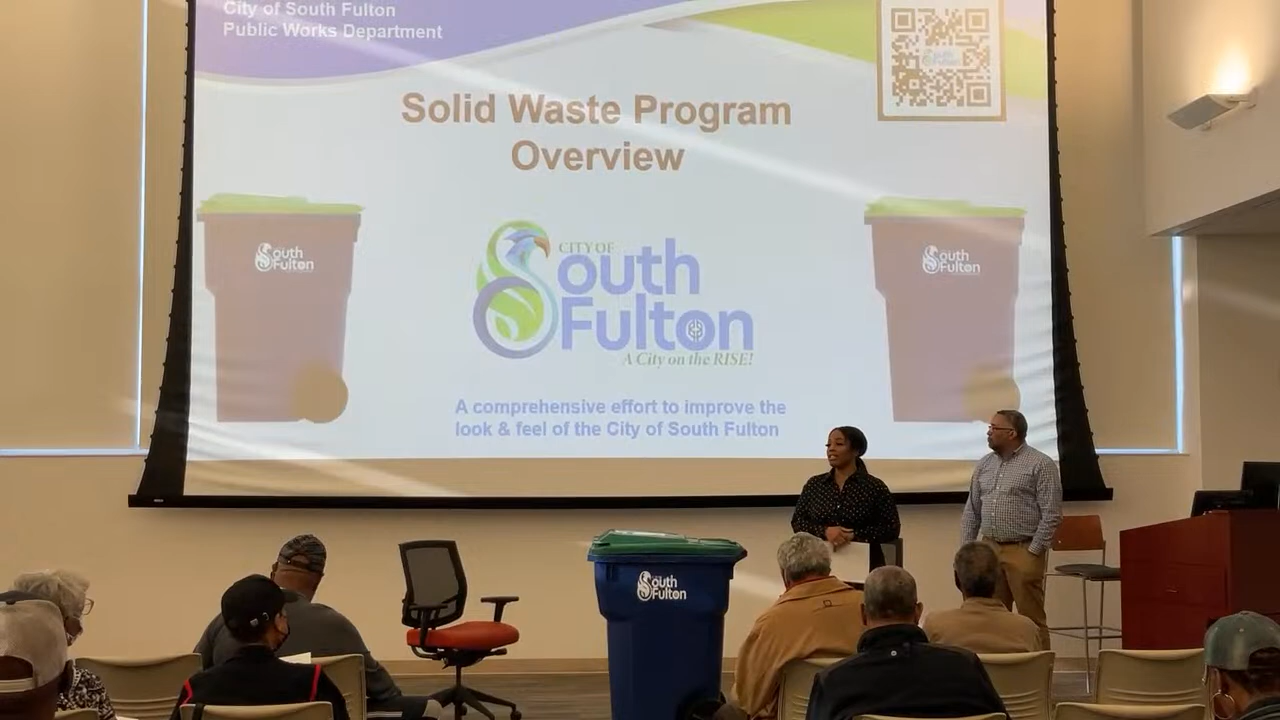 City of South Fulton
Public Works Department
Solid Waste Program
Overview
South
Fulton
South
Fulton
CITY OF
South
Fulton
A City on the RISE!
A comprehensive effort to improve the
look & feel of the City of South Fulton
South
Fulton